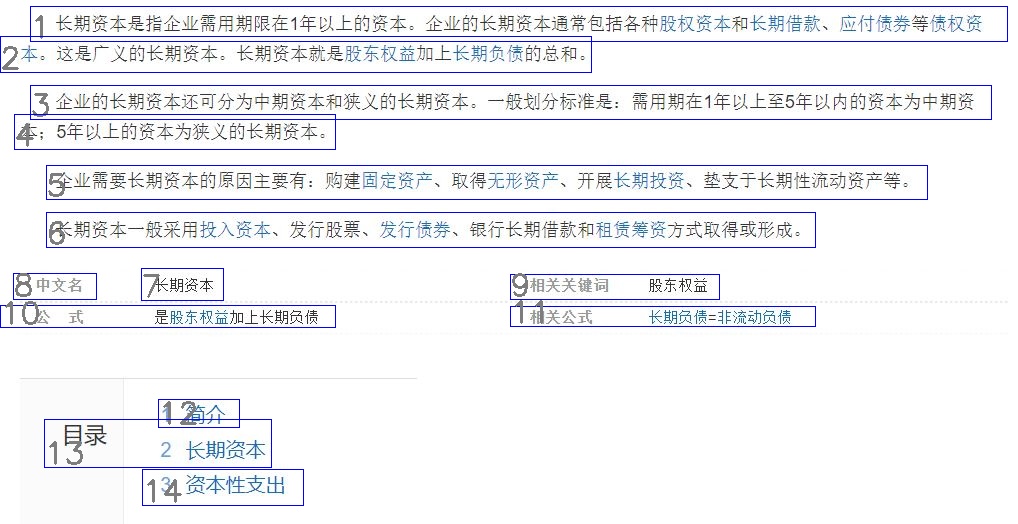 长期资本是指企业需用期限在1年以上的资本。企业的长期资本通常包括各种股权资本和长期借款、应付债券等债权资
本。这是广义的长期资本。长期资本就是股东权益加上长期负债的总和。
企业的长期资本还可分为中期资本和狭义的长期资本。一般划分标准是：需用期在1年以上至5年以内的资本为中期资
本；5年以上的资本为狭义的长期资本。
企业需要长期资本的原因主要有：购建固定资产、取得无形资产、开展长期投资、垫支于长期性流动资产等。
长期资本一般采用投入资本、发行股票、发行债券、银行长期借款和租赁筹资方式取得或形成。
中文名 长期资本 相关关键词 股东权益
公 式 是股东权益加上长期负债 相关公式 长期负债=非流动负债
目录
1 简介
2 长期资本
3 资本性支出
1
2
3
4
5
6
8
7
9
10
11
12
13
14